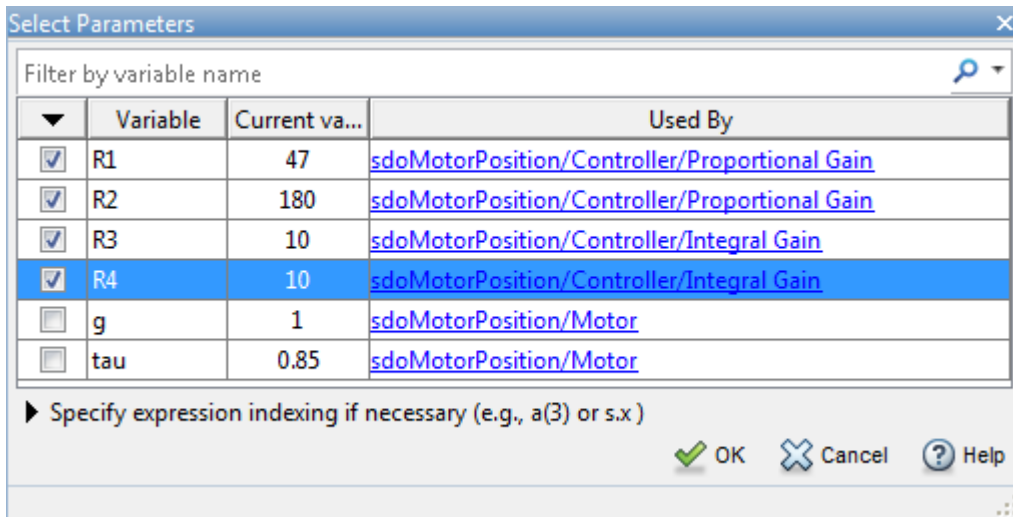 Select Parameters
Filter by variable name
Variable Current va... Used By
R1 47 sdoMotorPosition/Controller/Proportional Gain
R2 180 sdoMotorPosition/Controller/Proportional Gain
R3 10 sdoMotorPosition/Controller/Integral Gain
R4 10 sdoMotorPosition/Controller/Integral Gain
g 1 sdoMotorPosition/Motor
tau 0.85 sdoMotorPosition/Motor
Specify expression indexing if necessary (e.g., a(3) or s.x )
OK Cancel Help